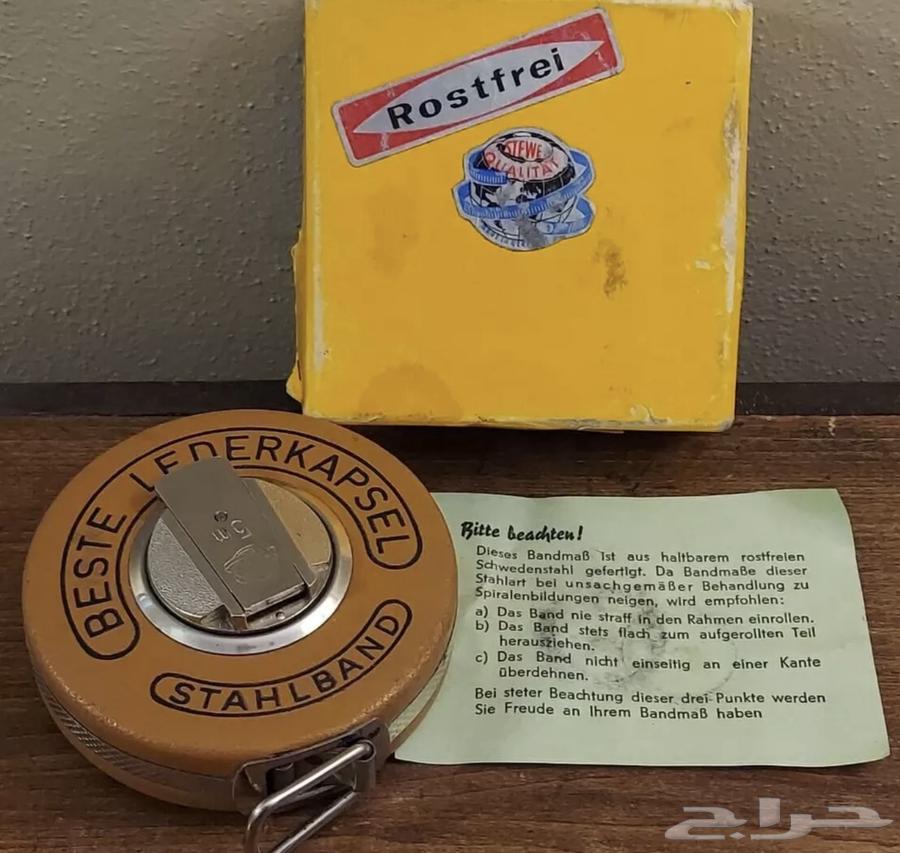 Rostfrei
STEWE
QUALITÄT
BESTE LEDERKAPSEL
5 m
STAHLBAND
Bitte beachten!
Dieses Bandmaß ist aus haltbarem rostfreien
Schwedenstahl gefertigt. Da Bandmaße dieser
Stahlart bei unsachgemäßer Behandlung zu
Spiralenbildungen neigen, wird empfohlen:
a) Das Band nie straff in den Rahmen einrollen.
b) Das Band stets flach zum aufgerollten Teil
herausziehen.
c) Das Band nicht einseitig an einer Kante
überdehnen.
Bei steter Beachtung dieser drei Punkte werden
Sie Freude an Ihrem Bandmaß haben
حراج